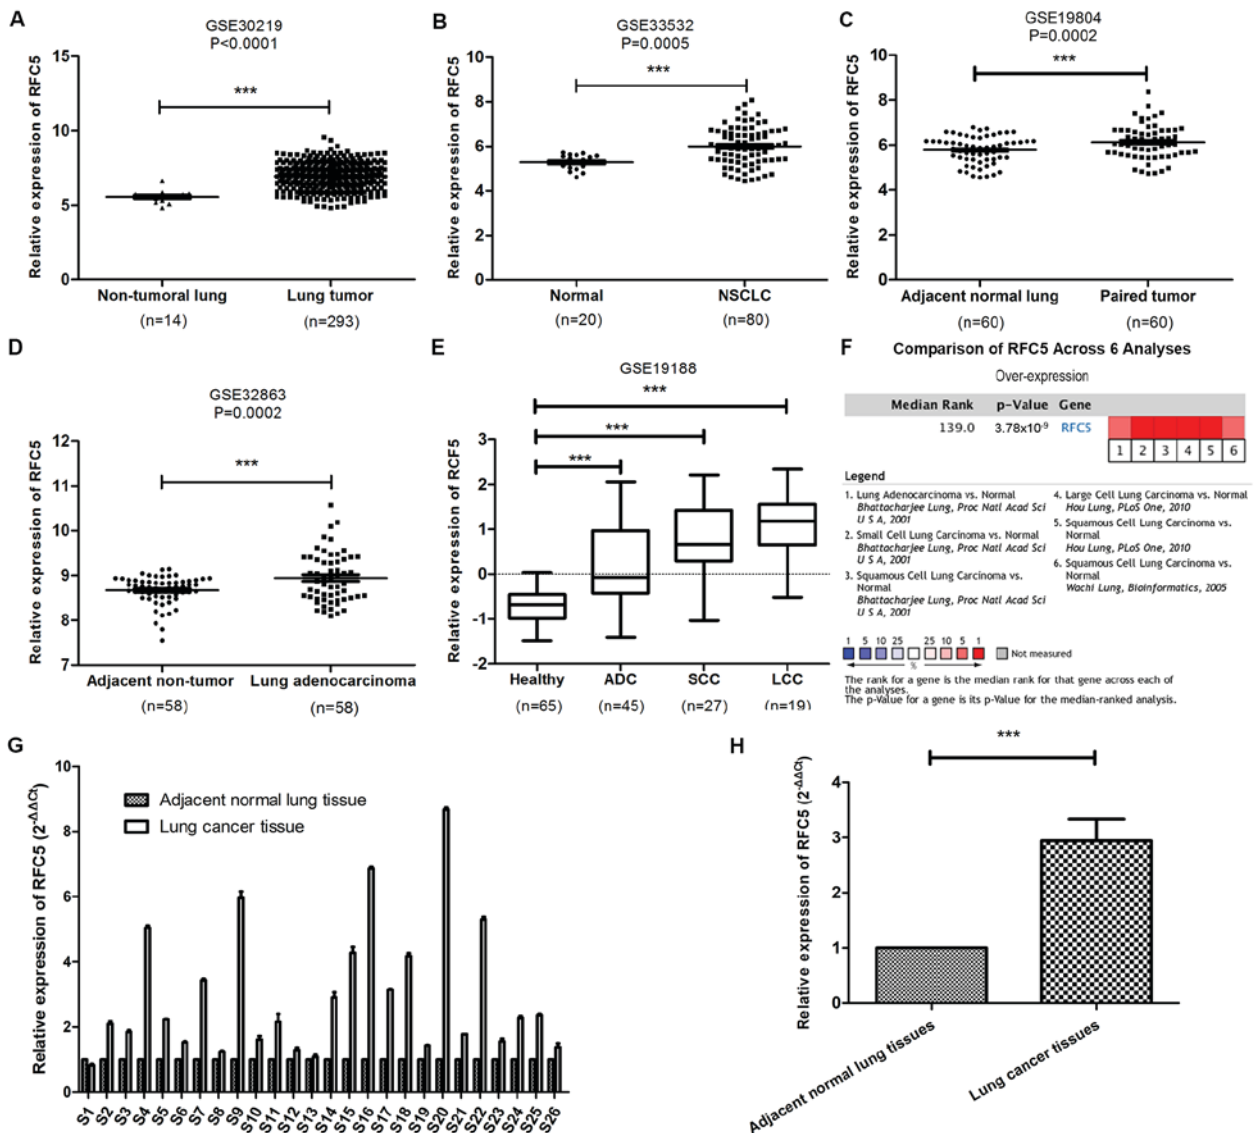 A
GSE30219
P<0.0001
***
Relative expression of RFC5
15
10
5
0
Non-tumoral lung
Lung tumor
(n=14)
(n=293)
B
GSE33532
P=0.0005
***
Relative expression of RFC5
10
8
6
4
2
0
Normal
NSCLC
(n=20)
(n=80)
C
GSE19804
P=0.0002
***
Relative expression of RFC5
10
8
6
4
2
0
Adjacent normal lung
Paired tumor
(n=60)
(n=60)
D
GSE32863
P=0.0002
***
Relative expression of RFC5
12
11
10
9
8
7
Adjacent non-tumor
Lung adenocarcinoma
(n=58)
(n=58)
E
GSE19188
***
***
***
Relative expression of RCF5
3
2
1
0
-1
-2
Healthy
ADC
SCC
LCC
(n=65)
(n=45)
(n=27)
(n=19)
F
Comparison of RFC5 Across 6 Analyses
Over-expression
Median Rank p-Value Gene
139.0 3.78x10⁻⁹ RFC5
1 2 3 4 5 6
Legend
1. Lung Adenocarcinoma vs. Normal
Bhattacharjee Lung, Proc Natl Acad Sci
U S A, 2001
2. Small Cell Lung Carcinoma vs. Normal
Bhattacharjee Lung, Proc Natl Acad Sci
U S A, 2001
3. Squamous Cell Lung Carcinoma vs.
Normal
Bhattacharjee Lung, Proc Natl Acad Sci
U S A, 2001
4. Large Cell Lung Carcinoma vs. Normal
Hou Lung, PLoS One, 2010
5. Squamous Cell Lung Carcinoma vs.
Normal
Hou Lung, PLoS One, 2010
6. Squamous Cell Lung Carcinoma vs.
Normal
Wachi Lung, Bioinformatics, 2005
1 5 10 25 25 10 5 1
%
Not measured
The rank for a gene is the median rank for that gene across each of
the analyses.
The p-Value for a gene is its p-Value for the median-ranked analysis.
G
Relative expression of RFC5 (2^-ΔΔCt)
10
8
6
4
2
0
Adjacent normal lung tissue
Lung cancer tissue
S1 S2 S3 S4 S5 S6 S7 S8 S9 S10 S11 S12 S13 S14 S15 S16 S17 S18 S19 S20 S21 S22 S23 S24 S25 S26
H
***
Relative expression of RFC5 (2^-ΔΔCt)
4
3
2
1
0
Adjacent normal lung tissues
Lung cancer tissues